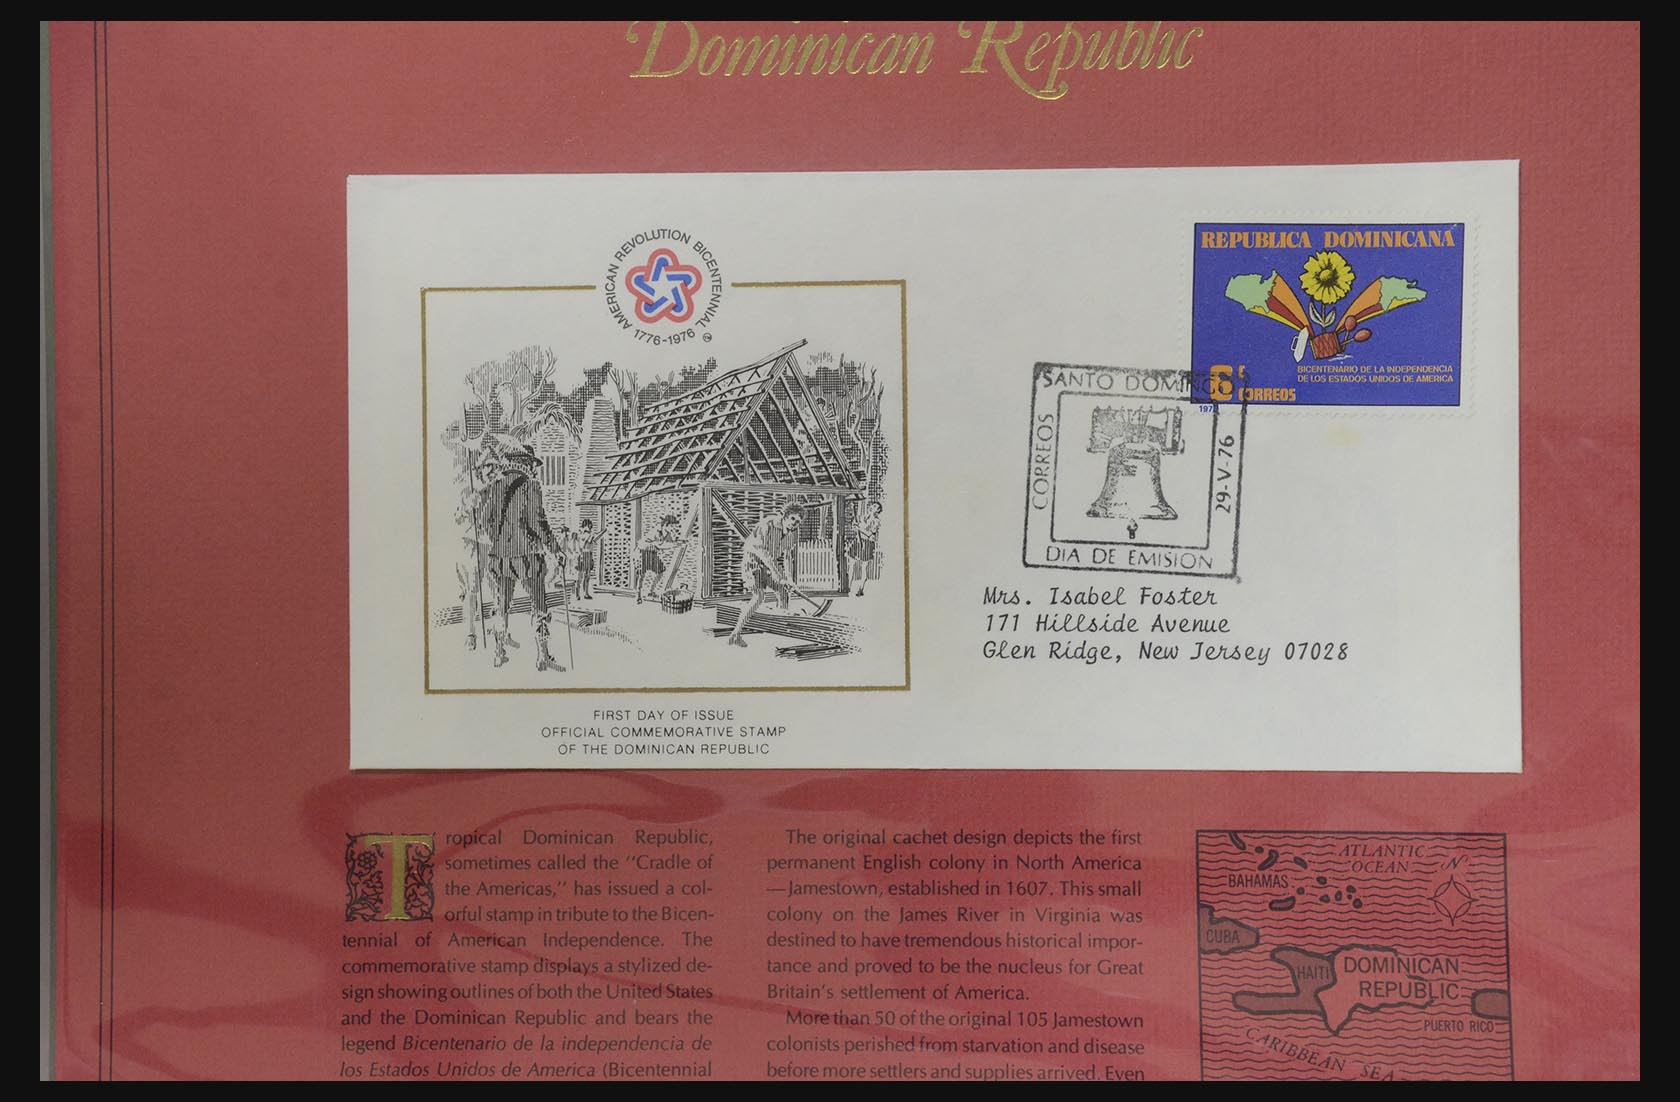 Dominican Republic
AMERICAN REVOLUTION BICENTENNIAL
1776-1976
REPUBLICA DOMINICANA
BICENTENARIO DE LA INDEPENDENCIA
DE LOS ESTADOS UNIDOS DE AMERICA
6¢
CORREOS
SANTO DOMINGO
CORREOS
29-V-76
DIA DE EMISION
Mrs. Isabel Foster
171 Hillside Avenue
Glen Ridge, New Jersey 07028
FIRST DAY OF ISSUE
OFFICIAL COMMEMORATIVE STAMP
OF THE DOMINICAN REPUBLIC
Tropical Dominican Republic,
sometimes called the "Cradle of
the Americas," has issued a col-
orful stamp in tribute to the Bicen-
tennial of American Independence. The
commemorative stamp displays a stylized de-
sign showing outlines of both the United States
and the Dominican Republic and bears the
legend Bicentenario de la independencia de
los Estados Unidos de America (Bicentennial
The original cachet design depicts the first
permanent English colony in North America
—Jamestown, established in 1607. This small
colony on the James River in Virginia was
destined to have tremendous historical impor-
tance and proved to be the nucleus for Great
Britain's settlement of America.
More than 50 of the original 105 Jamestown
colonists perished from starvation and disease
before more settlers and supplies arrived. Even
ATLANTIC
OCEAN
N
BAHAMAS
CUBA
HAITI
DOMINICAN
REPUBLIC
PUERTO RICO
CARIBBEAN SEA